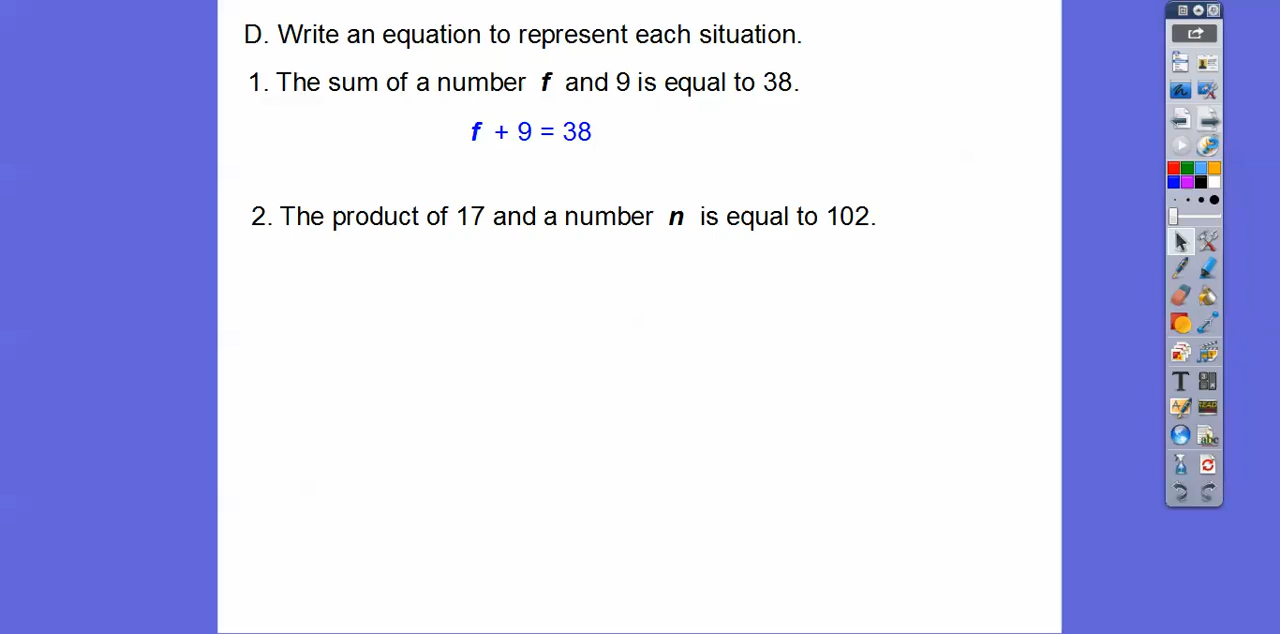 D. Write an equation to represent each situation.
1. The sum of a number f and 9 is equal to 38.
f + 9 = 38
2. The product of 17 and a number n is equal to 102.